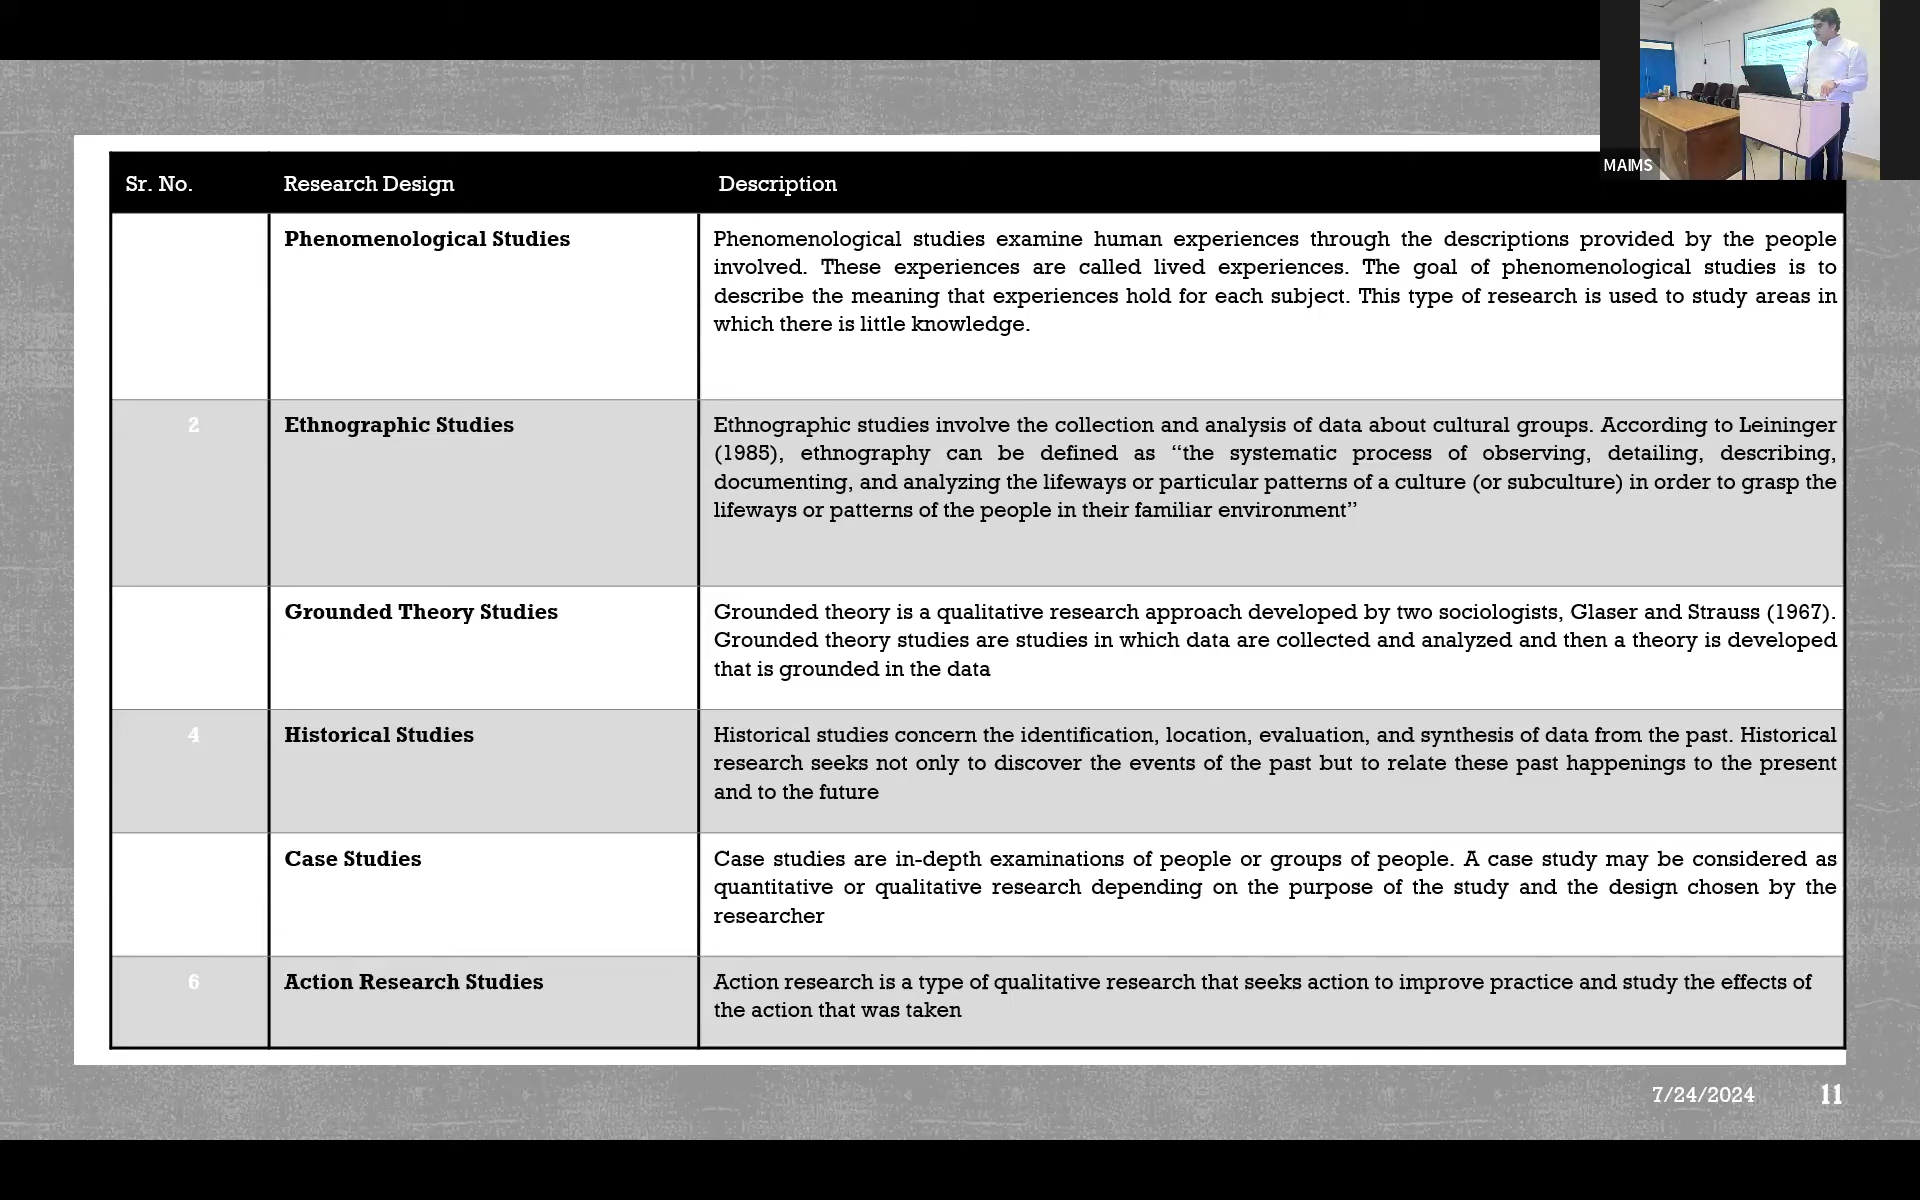 MAIMS
Sr. No. Research Design Description
Phenomenological Studies
Phenomenological studies examine human experiences through the descriptions provided by the people
involved. These experiences are called lived experiences. The goal of phenomenological studies is to
describe the meaning that experiences hold for each subject. This type of research is used to study areas in
which there is little knowledge.
2
Ethnographic Studies
Ethnographic studies involve the collection and analysis of data about cultural groups. According to Leininger
(1985), ethnography can be defined as “the systematic process of observing, detailing, describing,
documenting, and analyzing the lifeways or particular patterns of a culture (or subculture) in order to grasp the
lifeways or patterns of the people in their familiar environment”
Grounded Theory Studies
Grounded theory is a qualitative research approach developed by two sociologists, Glaser and Strauss (1967).
Grounded theory studies are studies in which data are collected and analyzed and then a theory is developed
that is grounded in the data
4
Historical Studies
Historical studies concern the identification, location, evaluation, and synthesis of data from the past. Historical
research seeks not only to discover the events of the past but to relate these past happenings to the present
and to the future
Case Studies
Case studies are in-depth examinations of people or groups of people. A case study may be considered as
quantitative or qualitative research depending on the purpose of the study and the design chosen by the
researcher
6
Action Research Studies
Action research is a type of qualitative research that seeks action to improve practice and study the effects of
the action that was taken
7/24/2024 11